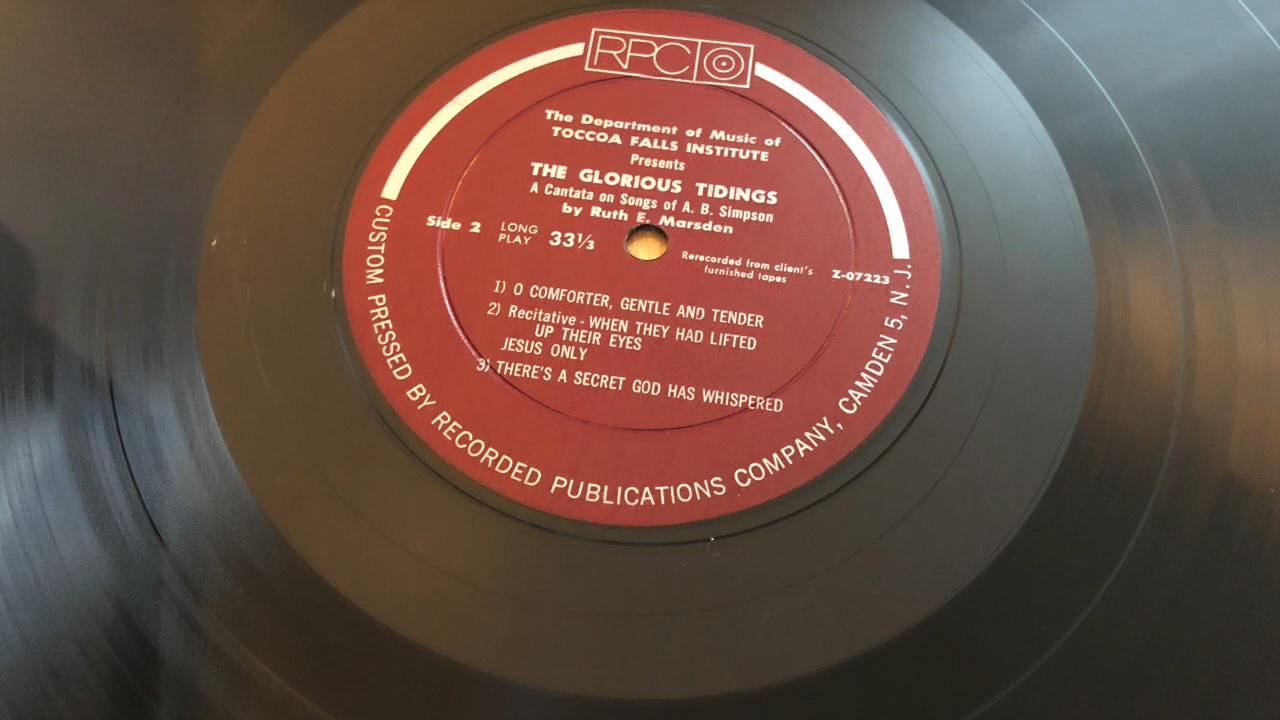 RPC
The Department of Music of
TOCCOA FALLS INSTITUTE
Presents
THE GLORIOUS TIDINGS
A Cantata on Songs of A. B. Simpson
by Ruth E. Marsden
Side 2
LONG
PLAY
33⅓
Rerecorded from client's
furnished tapes
Z-07223
1) O COMFORTER, GENTLE AND TENDER
2) Recitative - WHEN THEY HAD LIFTED
UP THEIR EYES
JESUS ONLY
3) THERE'S A SECRET GOD HAS WHISPERED
CUSTOM PRESSED BY RECORDED PUBLICATIONS COMPANY, CAMDEN 5, N. J.